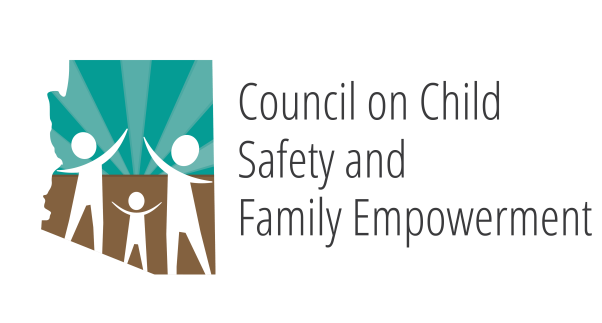 Council on Child
Safety and
Family Empowerment